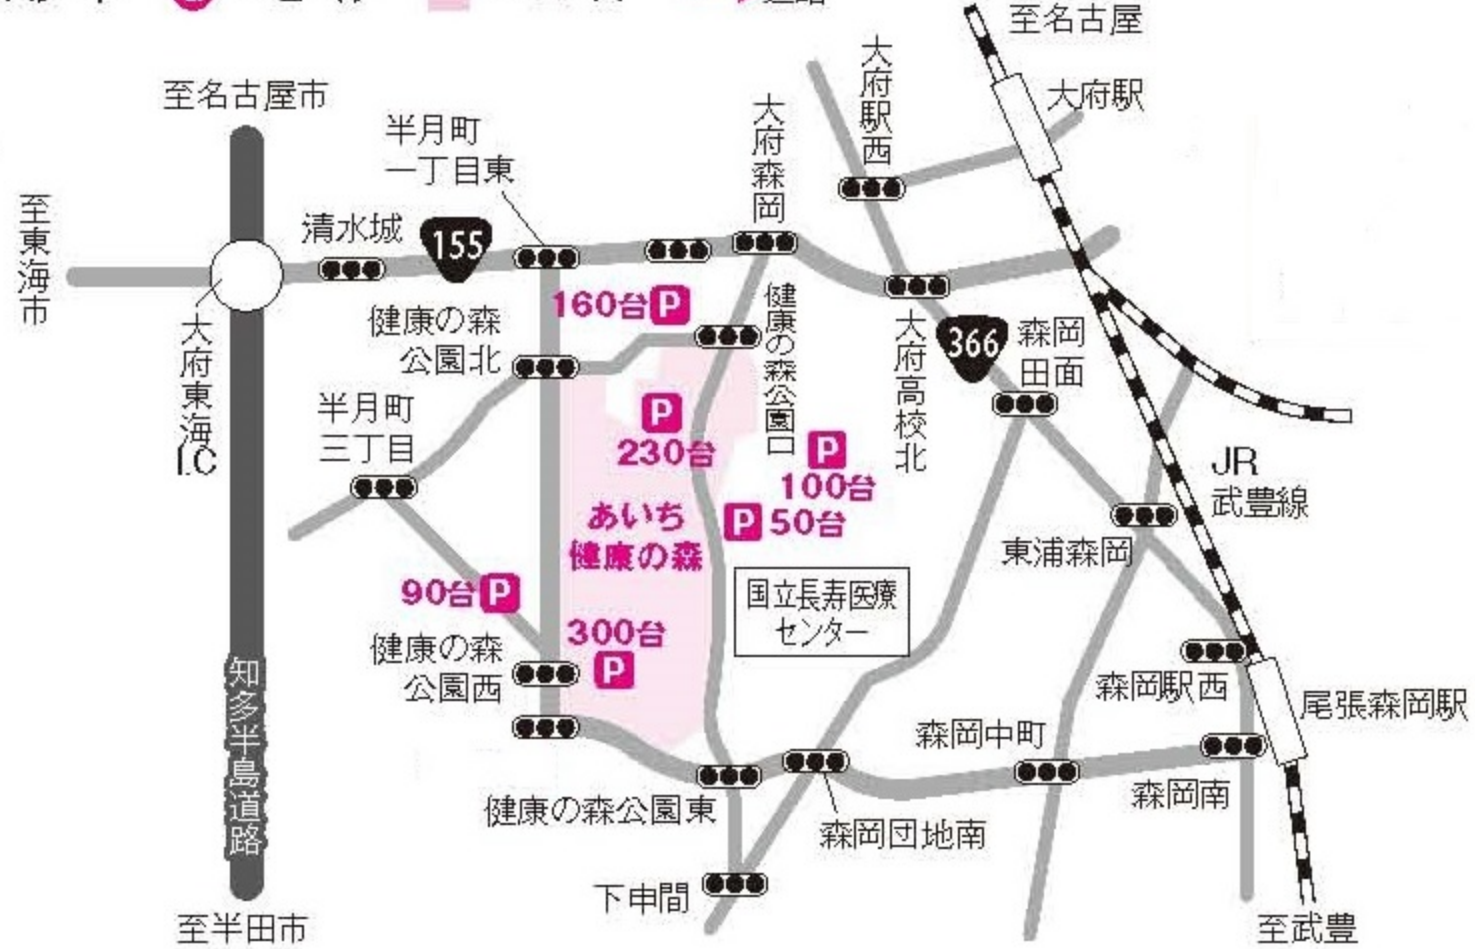 至名古屋
大府駅西
大府駅
至名古屋市
大府森岡
半月町
一丁目東
至東海市
清水城
155
160台 P
健康の森
公園北
健康の森公園口
大府高校北
366
森岡
田面
大府東海
I.C
半月町
三丁目
P
230台
P
100台
JR
武豊線
あいち
健康の森
P 50台
東浦森岡
国立長寿医療
センター
90台 P
300台
P
健康の森
公園西
知多半島道路
森岡駅西
尾張森岡駅
森岡中町
森岡南
健康の森公園東
森岡団地南
下申間
至半田市
至武豊